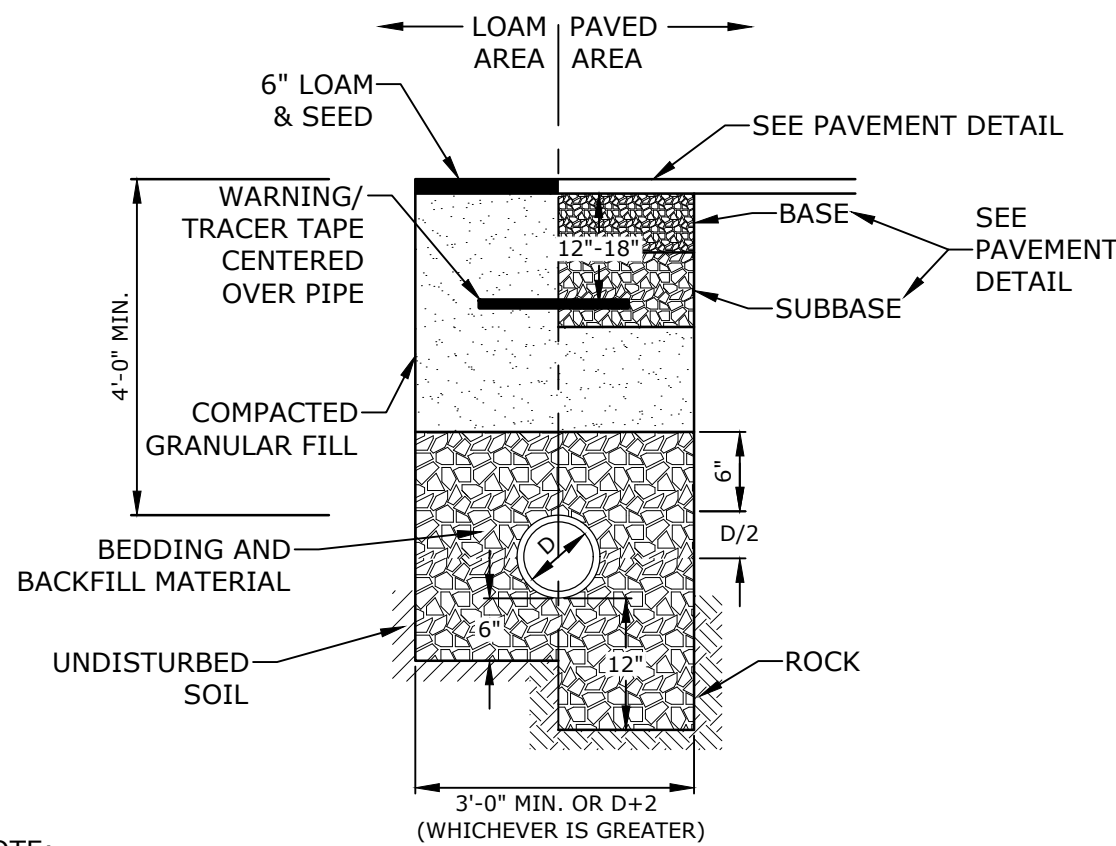 LOAM PAVED
AREA AREA
6" LOAM
& SEED
SEE PAVEMENT DETAIL
WARNING/
TRACER TAPE
CENTERED
OVER PIPE
BASE
12"-18"
SEE
PAVEMENT
DETAIL
SUBBASE
4'-0" MIN.
COMPACTED
GRANULAR FILL
6"
D/2
D
BEDDING AND
BACKFILL MATERIAL
6"
12"
UNDISTURBED
SOIL
ROCK
3'-0" MIN. OR D+2
(WHICHEVER IS GREATER)